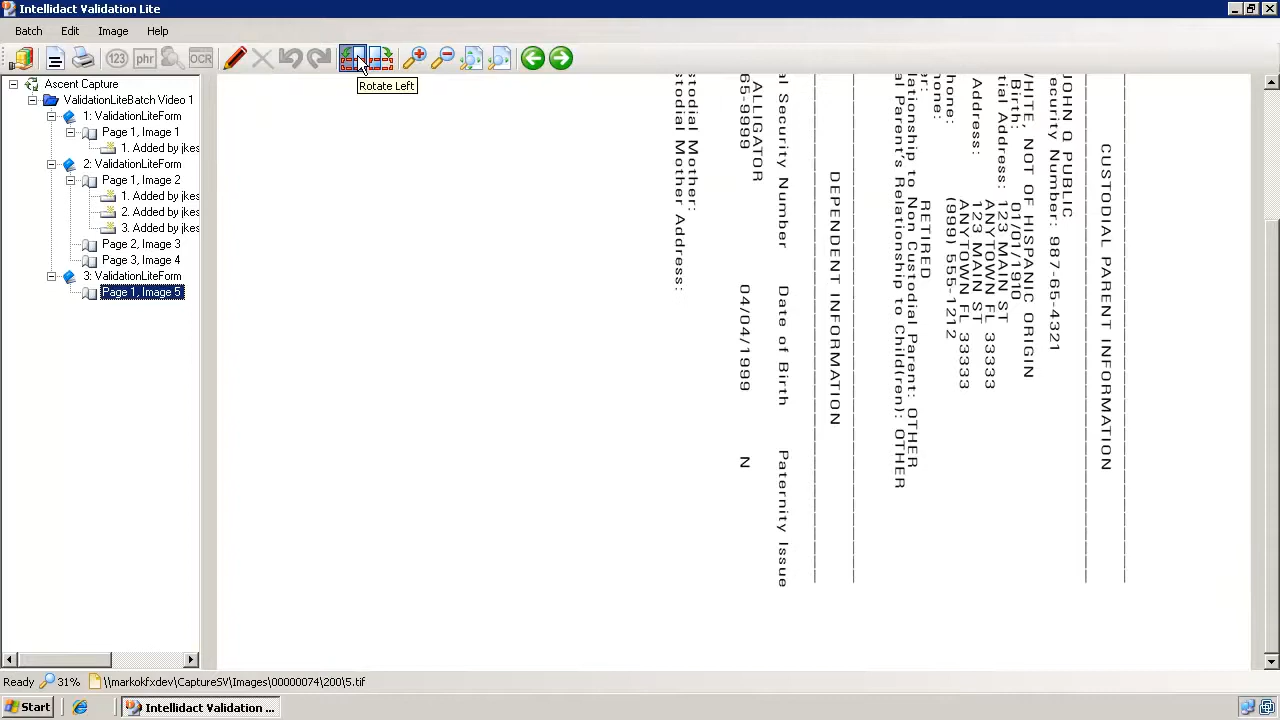 Intellidact Validation Lite
Batch Edit Image Help
123 phr OCR
Rotate Left
Ascent Capture
ValidationLiteBatch Video 1
1: ValidationLiteForm
Page 1, Image 1
1. Added by jkes
2: ValidationLiteForm
Page 1, Image 2
1. Added by jkes
2. Added by jkes
3. Added by jkes
Page 2, Image 3
Page 3, Image 4
3: ValidationLiteForm
Page 1, Image 5
CUSTODIAL PARENT INFORMATION
JOHN Q PUBLIC
ecurity Number: 987-65-4321
HITE, NOT OF HISPANIC ORIGIN
Birth: 01/01/1910
tial Address: 123 MAIN ST
ANYTOWN FL 33333
Address: 123 MAIN ST
ANYTOWN FL 33333
hone: (999) 555-1212
hone:
er: RETIRED
lationship to Non Custodial Parent: OTHER
l Parent's Relationship to Child(ren): OTHER
DEPENDENT INFORMATION
al Security Number Date of Birth Paternity Issue
ALLIGATOR
65-9999 04/04/1999 N
stodial Mother:
stodial Mother Address:
Ready 31% \\markokfxdev\CaptureSV\Images\00000074\200\5.tif
Start Intellidact Validation ...